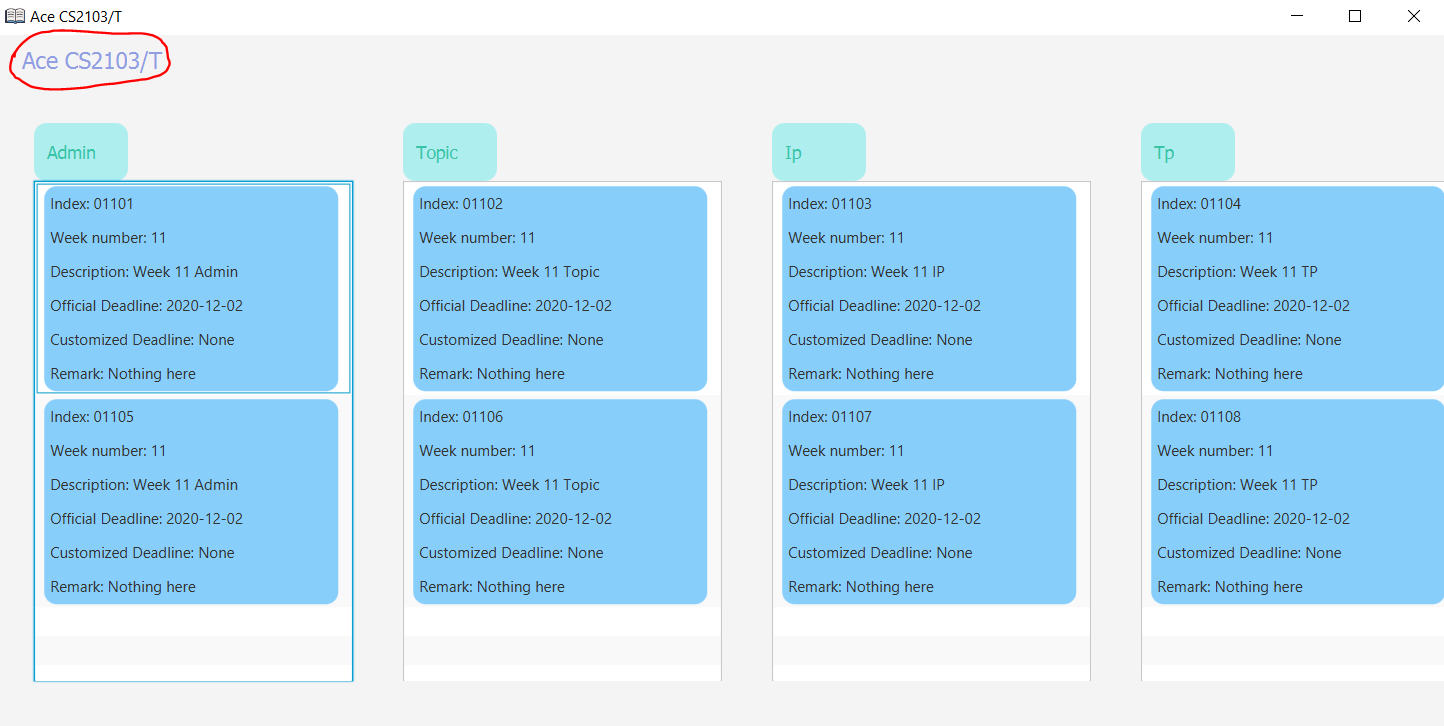 Ace CS2103/T
Ace CS2103/T
Admin
Index: 01101
Week number: 11
Description: Week 11 Admin
Official Deadline: 2020-12-02
Customized Deadline: None
Remark: Nothing here
Index: 01105
Week number: 11
Description: Week 11 Admin
Official Deadline: 2020-12-02
Customized Deadline: None
Remark: Nothing here
Topic
Index: 01102
Week number: 11
Description: Week 11 Topic
Official Deadline: 2020-12-02
Customized Deadline: None
Remark: Nothing here
Index: 01106
Week number: 11
Description: Week 11 Topic
Official Deadline: 2020-12-02
Customized Deadline: None
Remark: Nothing here
Ip
Index: 01103
Week number: 11
Description: Week 11 IP
Official Deadline: 2020-12-02
Customized Deadline: None
Remark: Nothing here
Index: 01107
Week number: 11
Description: Week 11 IP
Official Deadline: 2020-12-02
Customized Deadline: None
Remark: Nothing here
Tp
Index: 01104
Week number: 11
Description: Week 11 TP
Official Deadline: 2020-12-02
Customized Deadline: None
Remark: Nothing here
Index: 01108
Week number: 11
Description: Week 11 TP
Official Deadline: 2020-12-02
Customized Deadline: None
Remark: Nothing here